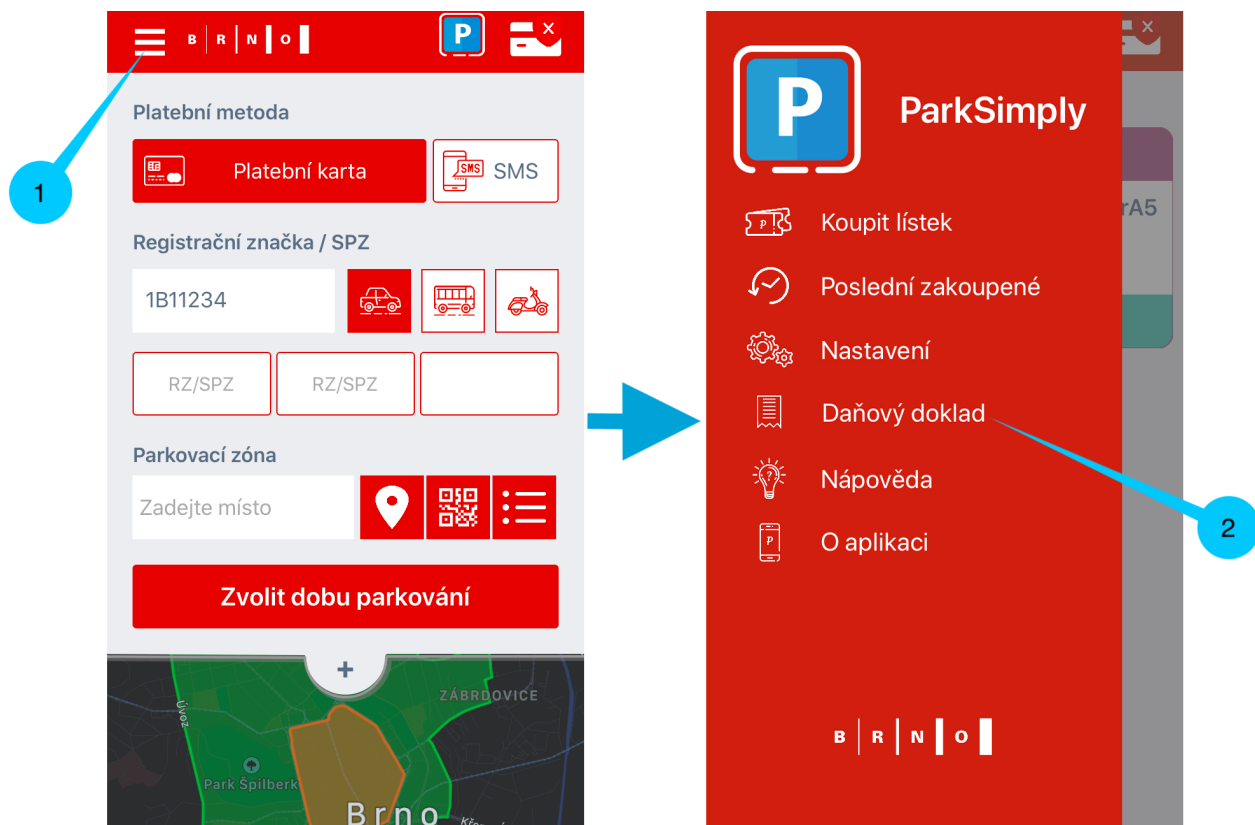 B R N O
P
X
Platební metoda
Platební karta
SMS
SMS
1
Registrační značka / SPZ
1B11234
RZ/SPZ
RZ/SPZ
Parkovací zóna
Zadejte místo
Zvolit dobu parkování
+
ZÁBRDOVICE
Úvoz
Park Špilberk
Brno
X
P
ParkSimply
rA5
P
Koupit lístek
Poslední zakoupené
Nastavení
Daňový doklad
?
Nápověda
2
P
O aplikaci
B R N O